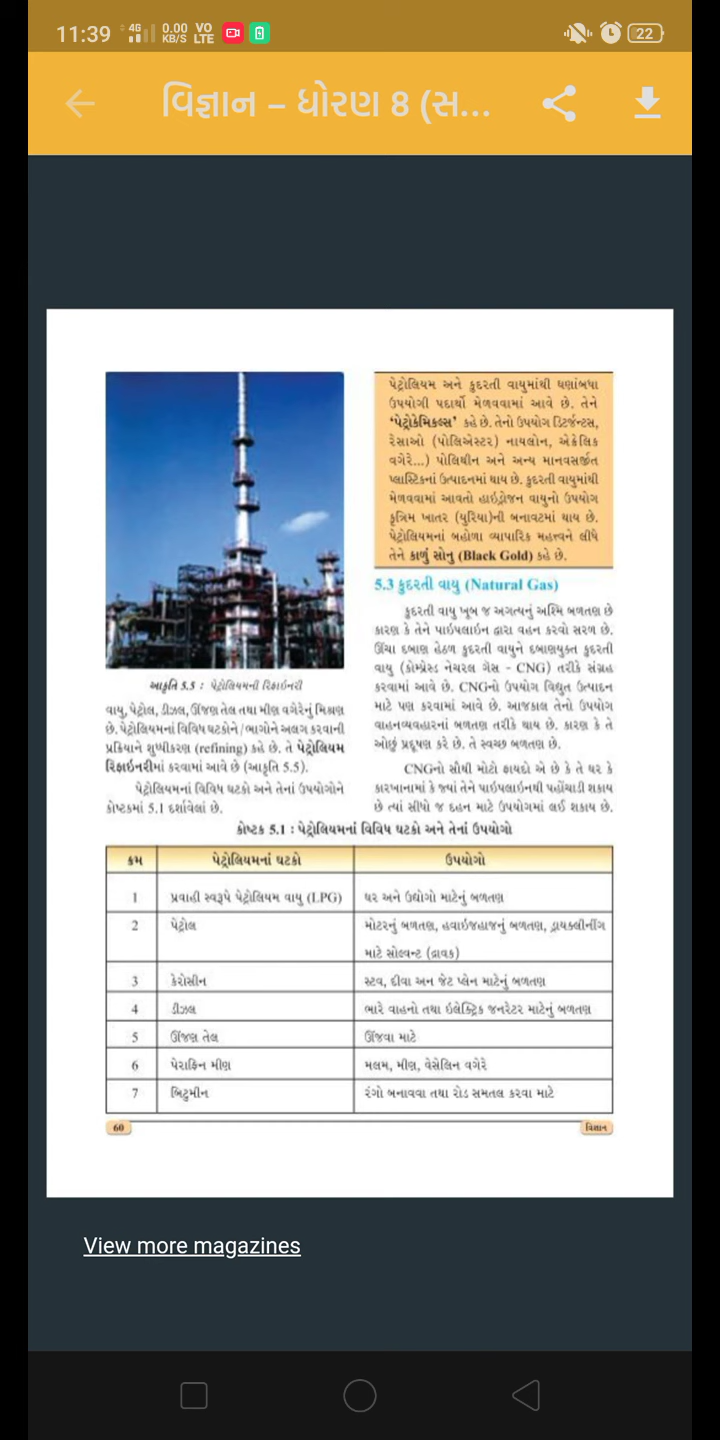 11:39
4G
0.00 KB/S
VO LTE
22
વિજ્ઞાન – ધોરણ 8 (સ...
આકૃતિ 5.5 : પેટ્રોલિયમની રિફાઇનરી
વાયુ, પેટ્રોલ, ડીઝલ, ઊંજણ તેલ તથા મીણ વગેરેનું મિશ્રણ
છે. પેટ્રોલિયમનાં વિવિધ ઘટકોને / ભાગોને અલગ કરવાની
પ્રક્રિયાને શુધ્ધીકરણ (refining) કહે છે. તે પેટ્રોલિયમ
રિફાઇનરીમાં કરવામાં આવે છે (આકૃતિ 5.5).
પેટ્રોલિયમનાં વિવિધ ઘટકો અને તેનાં ઉપયોગોને
કોષ્ટકમાં 5.1 દર્શાવેલાં છે.
પેટ્રોલિયમ અને કુદરતી વાયુમાંથી ઘણાંબધા
ઉપયોગી પદાર્થો મેળવવામાં આવે છે. તેને
‘પેટ્રોકેમિકલ્સ’ કહે છે. તેનો ઉપયોગ ડિટર્જન્ટસ,
રેસાઓ (પોલિએસ્ટર) નાયલોન, એક્રેલિક
વગેરે...) પોલિથીન અને અન્ય માનવસર્જીત
પ્લાસ્ટિકનાં ઉત્પાદનમાં થાય છે. કુદરતી વાયુમાંથી
મેળવવામાં આવતો હાઇડ્રોજન વાયુનો ઉપયોગ
કૃત્રિમ ખાતર (યુરિયા)ની બનાવટમાં થાય છે.
પેટ્રોલિયમનાં બહોળા વ્યાપારિક મહત્ત્વને લીધે
તેને કાળું સોનુ (Black Gold) કહે છે.
5.3 કુદરતી વાયુ (Natural Gas)
કુદરતી વાયુ ખૂબ જ અગત્યનું અશ્મિ બળતણ છે
કારણ કે તેને પાઇપલાઇન દ્વારા વહન કરવો સરળ છે.
ઊંચા દબાણ હેઠળ કુદરતી વાયુને દબાણયુક્ત કુદરતી
વાયુ (કોમ્પ્રેસ્ડ નેચરલ ગેસ - CNG) તરીકે સંગ્રહ
કરવામાં આવે છે. CNGનો ઉપયોગ વિદ્યુત ઉત્પાદન
માટે પણ કરવામાં આવે છે. આજકાલ તેનો ઉપયોગ
વાહનવ્યવહારનાં બળતણ તરીકે થાય છે. કારણ કે તે
ઓછું પ્રદૂષણ કરે છે. તે સ્વચ્છ બળતણ છે.
CNGનો સૌથી મોટો ફાયદો એ છે કે તે ઘર કે
કારખાનામાં કે જ્યાં તેને પાઇપલાઇનથી પહોંચાડી શકાય
છે ત્યાં સીધો જ દહન માટે ઉપયોગમાં લઈ શકાય છે.
કોષ્ટક 5.1 : પેટ્રોલિયમનાં વિવિધ ઘટકો અને તેનાં ઉપયોગો
ક્રમ પેટ્રોલિયમનાં ઘટકો ઉપયોગો
1 પ્રવાહી સ્વરૂપે પેટ્રોલિયમ વાયુ (LPG) ઘર અને ઉદ્યોગો માટેનું બળતણ
2 પેટ્રોલ મોટરનું બળતણ, હવાઇજહાજનું બળતણ, ડ્રાયક્લીનીંગ
માટે સોલ્વન્ટ (દ્રાવક)
3 કેરોસીન સ્ટવ, દીવા અન જેટ પ્લેન માટેનું બળતણ
4 ડીઝલ ભારે વાહનો તથા ઇલેક્ટ્રિક જનરેટર માટેનું બળતણ
5 ઊંજણ તેલ ઊંજવા માટે
6 પેરાફિન મીણ મલમ, મીણ, વેસેલિન વગેરે
7 બિટુમીન રંગો બનાવવા તથા રોડ સમતલ કરવા માટે
60
વિજ્ઞાન
View more magazines